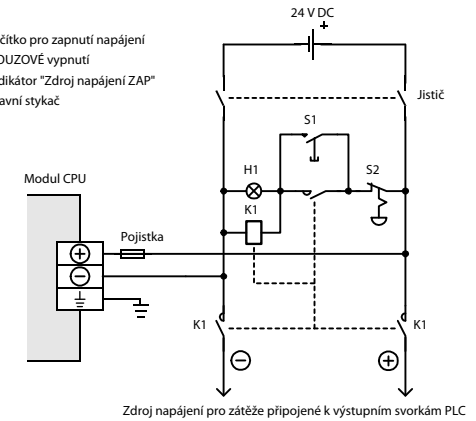 24 V DC
+
čítko pro zapnutí napájení
OUZOVÉ vypnutí
dikátor "Zdroj napájení ZAP"
avní stykač
Jistič
S1
H1
S2
K1
Modul CPU
Pojistka
K1
K1
Zdroj napájení pro zátěže připojené k výstupním svorkám PLC